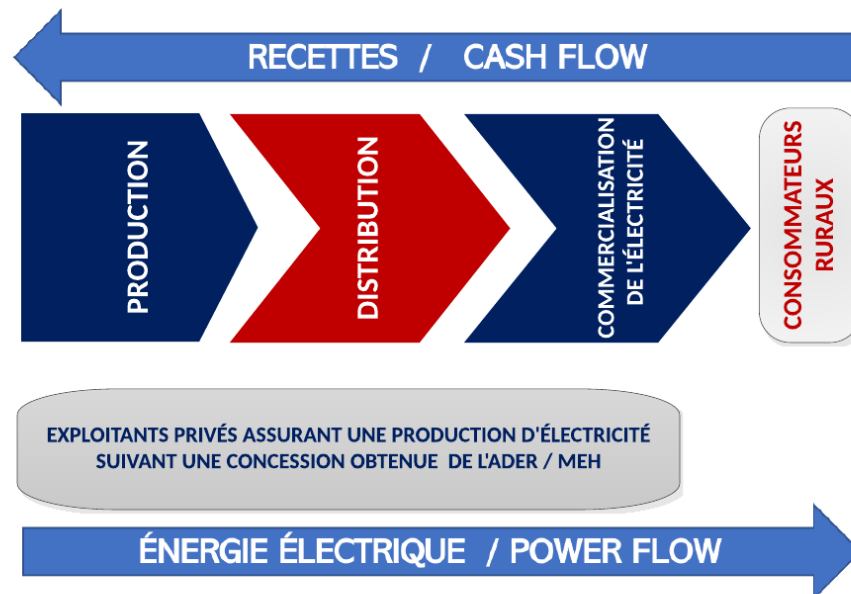 RECETTES / CASH FLOW
PRODUCTION
DISTRIBUTION
COMMERCIALISATION
DE L'ÉLECTRICITÉ
CONSOMMATEURS
RURAUX
EXPLOITANTS PRIVÉS ASSURANT UNE PRODUCTION D'ÉLECTRICITÉ
SUIVANT UNE CONCESSION OBTENUE DE L'ADER / MEH
ÉNERGIE ÉLECTRIQUE / POWER FLOW